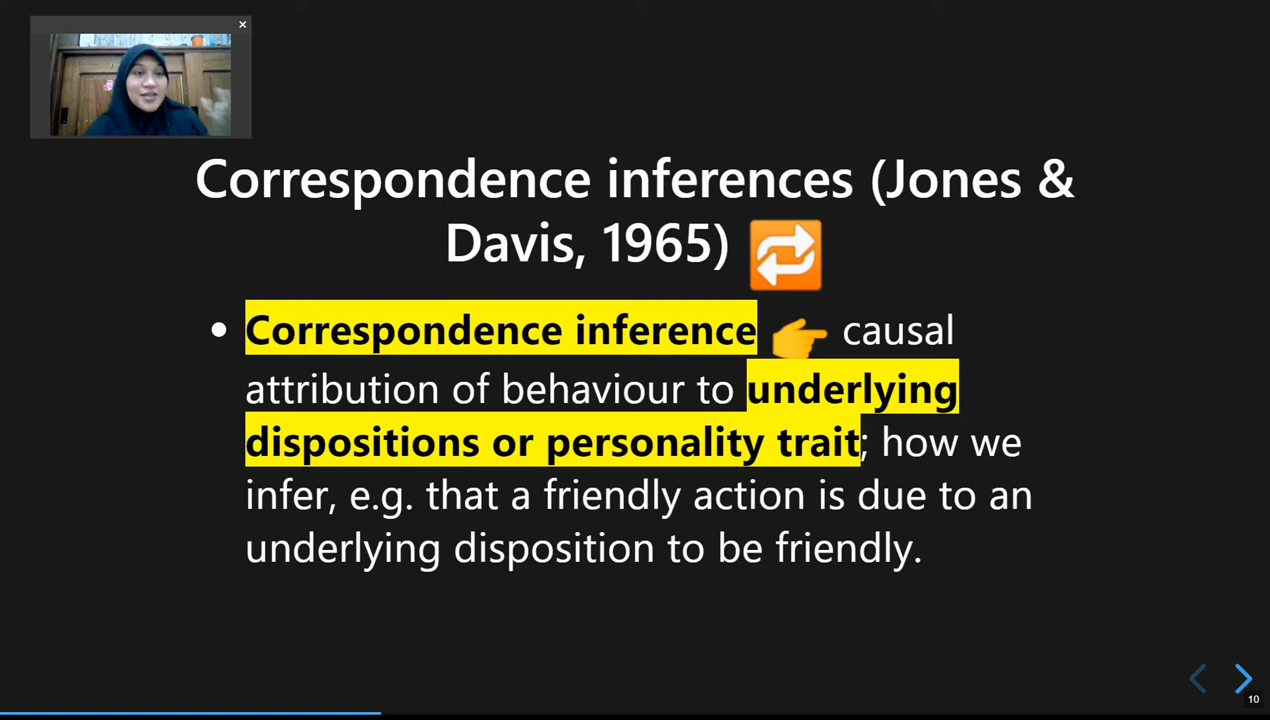 Correspondence inferences (Jones &
Davis, 1965) 🔁
• Correspondence inference 👉 causal
attribution of behaviour to underlying
dispositions or personality trait; how we
infer, e.g. that a friendly action is due to an
underlying disposition to be friendly.
10